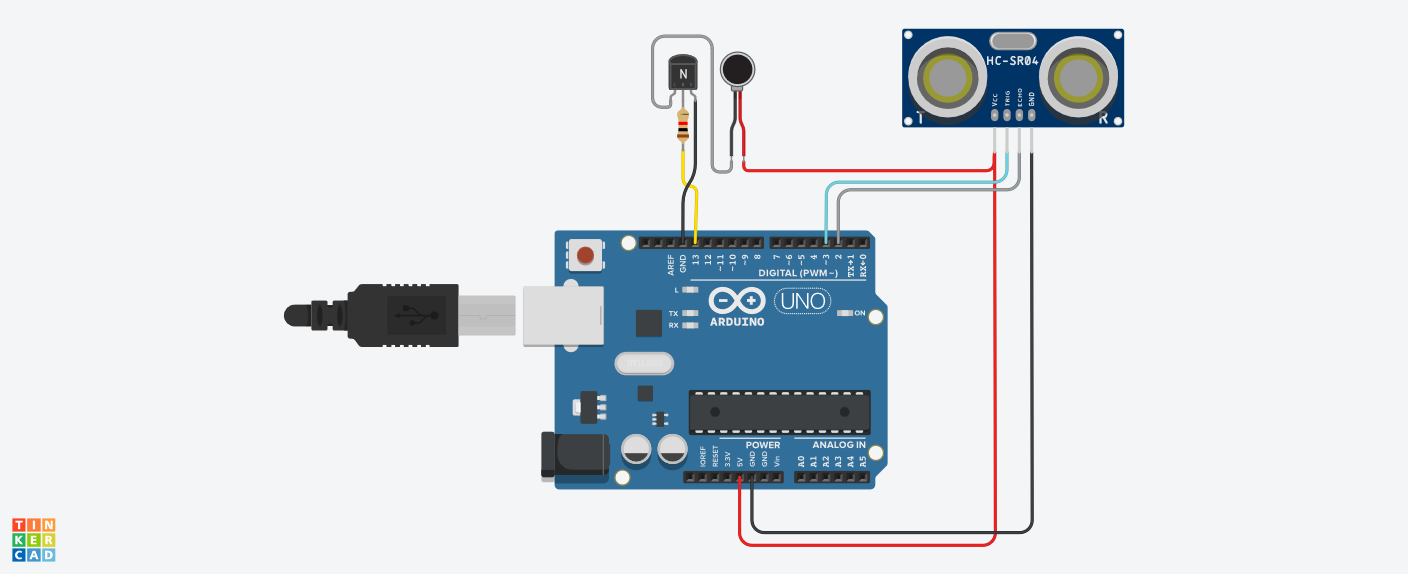 N
HC-SR04
VCC
TRIG
ECHO
GND
T
R
AREF
GND
13
12
~11
~10
~9
8
7
~6
~5
4
~3
2
TX→1
RX←0
DIGITAL (PWM~)
L
TX
RX
UNO
ARDUINO
ON
POWER
ANALOG IN
IOREF
RESET
3.3V
5V
GND
GND
Vin
A0
A1
A2
A3
A4
A5
TIN
KER
CAD